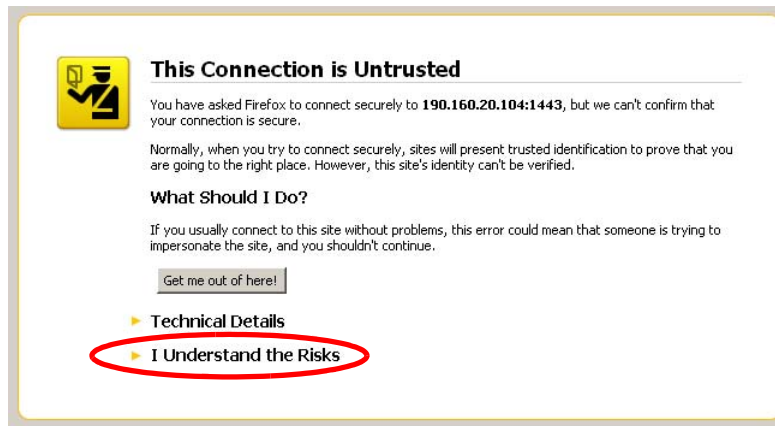 This Connection is Untrusted
You have asked Firefox to connect securely to 190.160.20.104:1443, but we can't confirm that
your connection is secure.
Normally, when you try to connect securely, sites will present trusted identification to prove that you
are going to the right place. However, this site's identity can't be verified.
What Should I Do?
If you usually connect to this site without problems, this error could mean that someone is trying to
impersonate the site, and you shouldn't continue.
Get me out of here!
Technical Details
I Understand the Risks